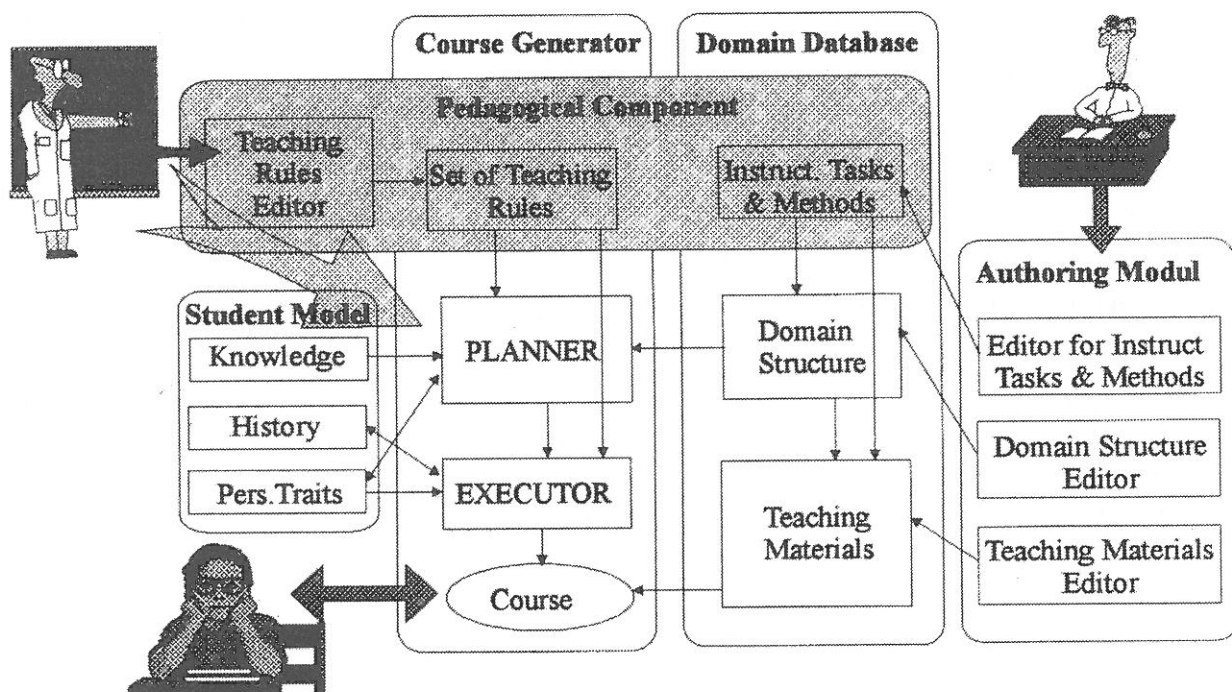 Course Generator
Domain Database
Pedagogical Component
Teaching
Rules
Editor
Set of Teaching
Rules
Instruct. Tasks
& Methods
Authoring Modul
Student Model
Knowledge
PLANNER
Domain
Structure
Editor for Instruct
Tasks & Methods
History
Domain Structure
Editor
Pers.Traits
EXECUTOR
Teaching
Materials
Teaching Materials
Editor
Course